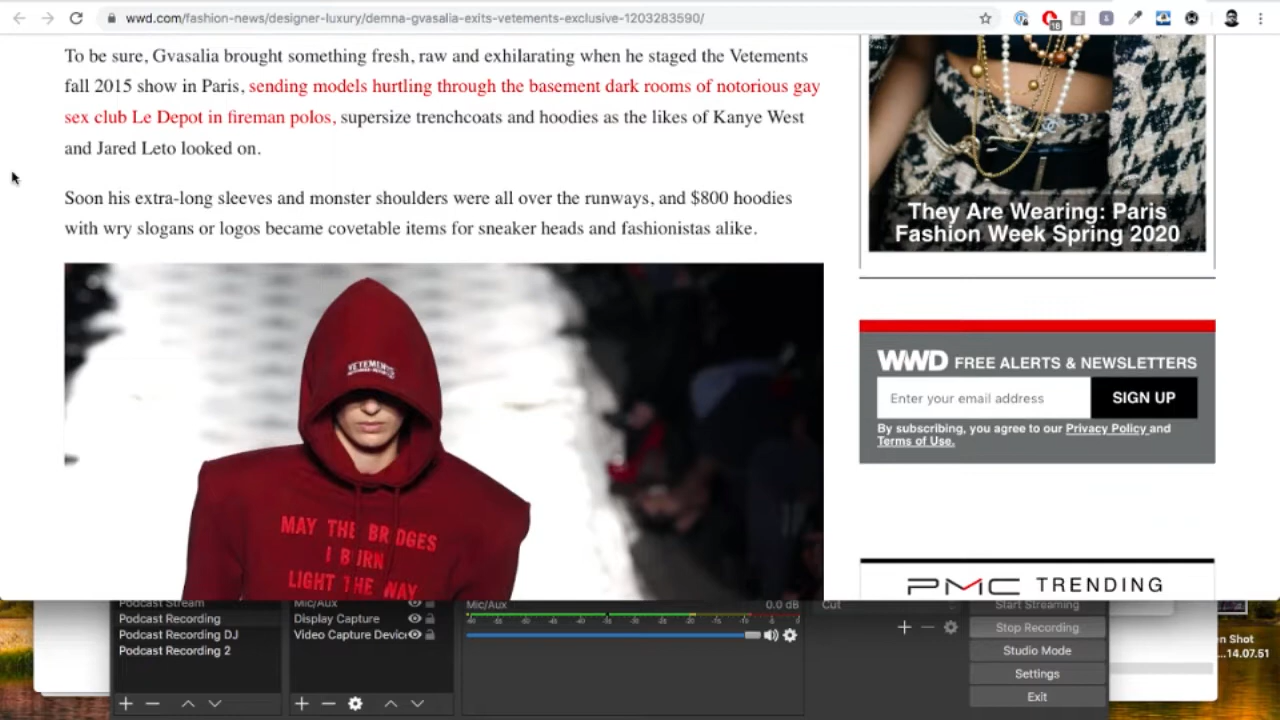 wwd.com/fashion-news/designer-luxury/demna-gvasalia-exits-vetements-exclusive-1203283590/
18
To be sure, Gvasalia brought something fresh, raw and exhilarating when he staged the Vetements
fall 2015 show in Paris, sending models hurtling through the basement dark rooms of notorious gay
sex club Le Depot in fireman polos, supersize trenchcoats and hoodies as the likes of Kanye West
and Jared Leto looked on.
Soon his extra-long sleeves and monster shoulders were all over the runways, and $800 hoodies
with wry slogans or logos became covetable items for sneaker heads and fashionistas alike.
VETEMENTS
MAY THE BRIDGES
I BURN
LIGHT THE WAY
They Are Wearing: Paris
Fashion Week Spring 2020
WWD FREE ALERTS & NEWSLETTERS
Enter your email address
SIGN UP
By subscribing, you agree to our Privacy Policy and
Terms of Use.
PMC TRENDING
Podcast Stream
Podcast Recording
Podcast Recording DJ
Podcast Recording 2
Mic/Aux
Display Capture
Video Capture Device
Mic/Aux
0.0 dB
Cut
Start Streaming
Stop Recording
Studio Mode
Settings
Exit
n Shot
...14.07.51